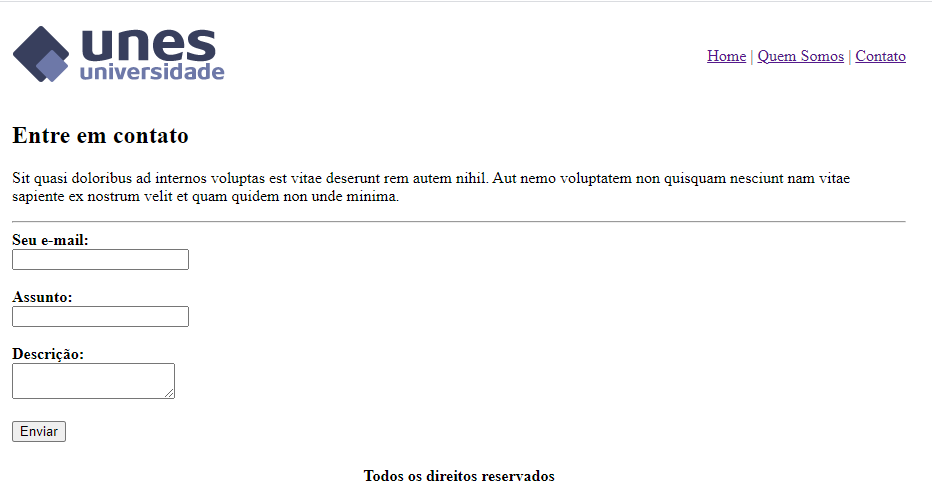 unes
universidade
Home | Quem Somos | Contato
Entre em contato
Sit quasi doloribus ad internos voluptas est vitae deserunt rem autem nihil. Aut nemo voluptatem non quisquam nesciunt nam vitae
sapiente ex nostrum velit et quam quidem non unde minima.
Seu e-mail:
Assunto:
Descrição:
Enviar
Todos os direitos reservados